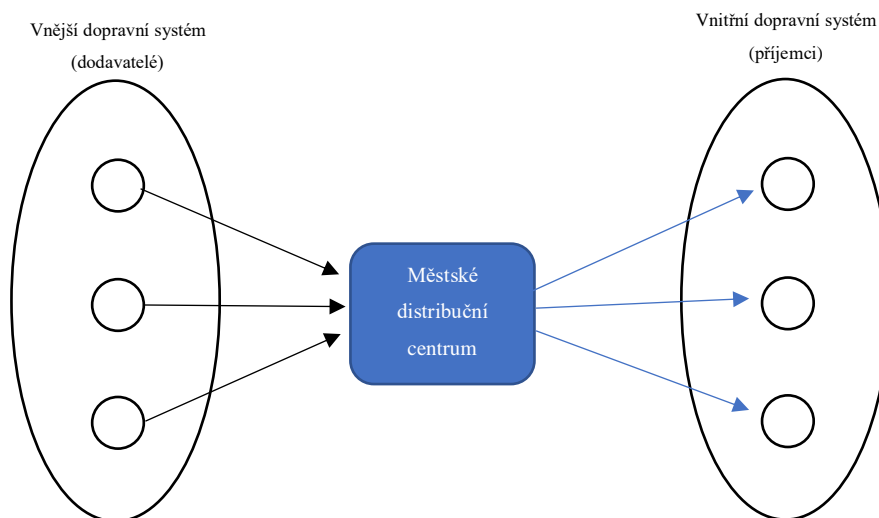 Vnější dopravní systém
(dodavatelé)
Vnitřní dopravní systém
(příjemci)
Městské
distribuční
centrum